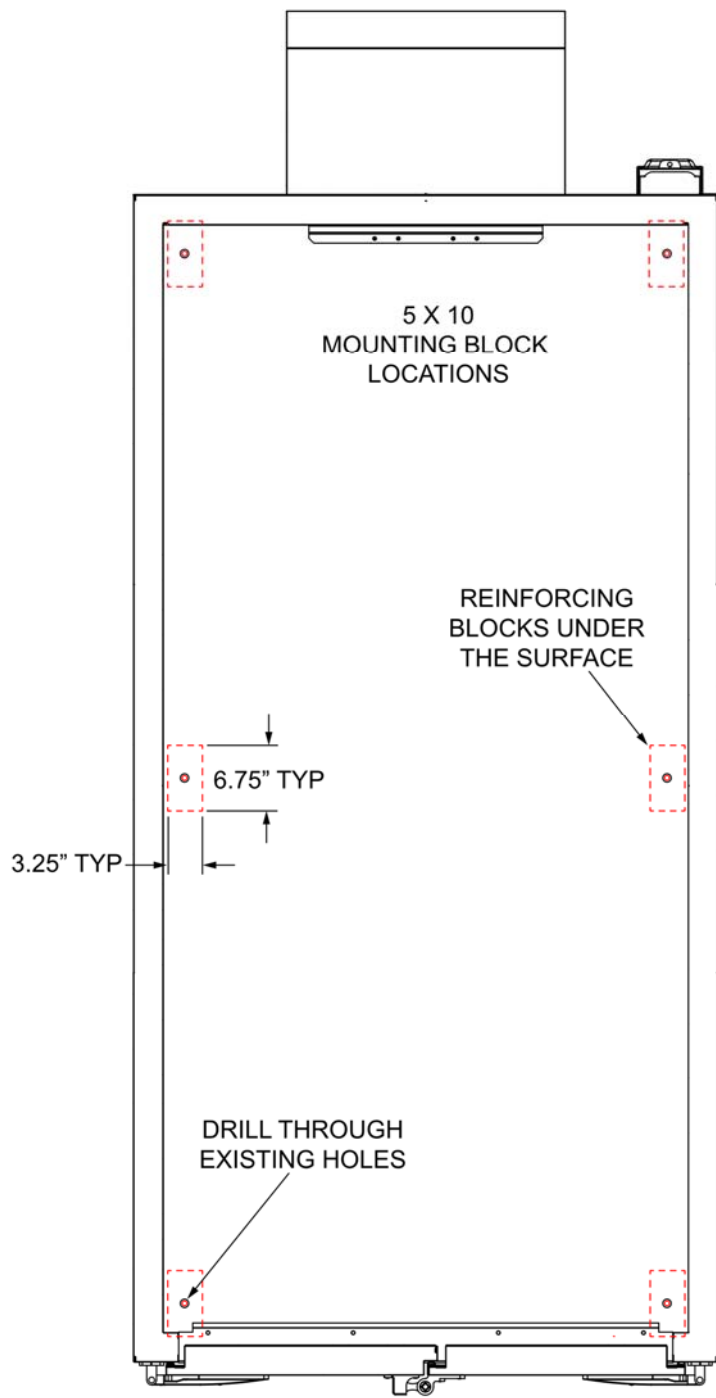 5 X 10
MOUNTING BLOCK
LOCATIONS
REINFORCING
BLOCKS UNDER
THE SURFACE
6.75” TYP
3.25” TYP
DRILL THROUGH
EXISTING HOLES